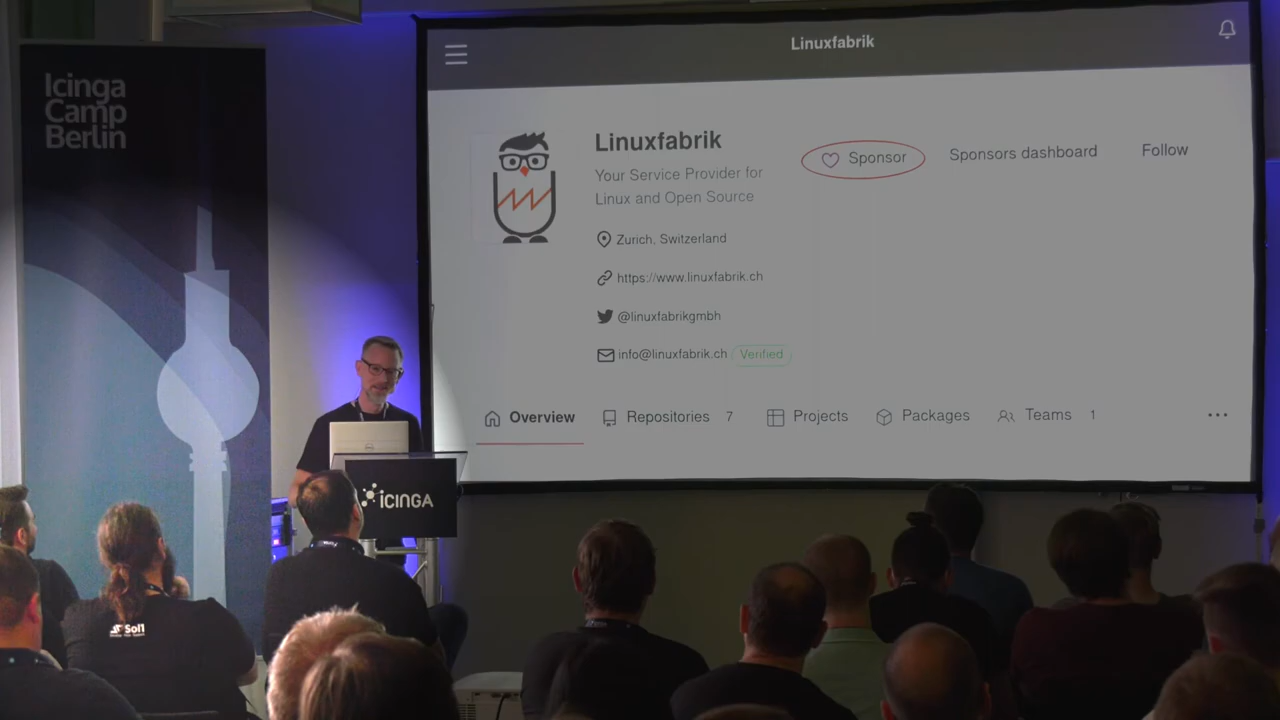 Icinga
Camp
Berlin
Linuxfabrik
Linuxfabrik
Your Service Provider for
Linux and Open Source
Sponsor
Sponsors dashboard
Follow
Zurich, Switzerland
https://www.linuxfabrik.ch
@linuxfabrikgmbh
info@linuxfabrik.ch Verified
Overview
Repositories 7
Projects
Packages
Teams 1
DELL
ICINGA
Sol1